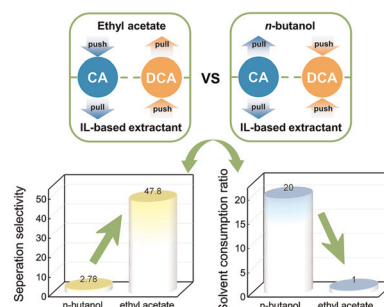 Ethyl acetate
n-butanol
push
pull
pull
push
CA
DCA
VS
CA
DCA
pull
push
push
pull
IL-based extractant
IL-based extractant
Seperation selectivity
50
40
30
20
10
0
2.78
47.8
n-butanol
ethyl acetate
Solvent consumption ratio
20
15
10
5
0
20
1
n-butanol
ethyl acetate